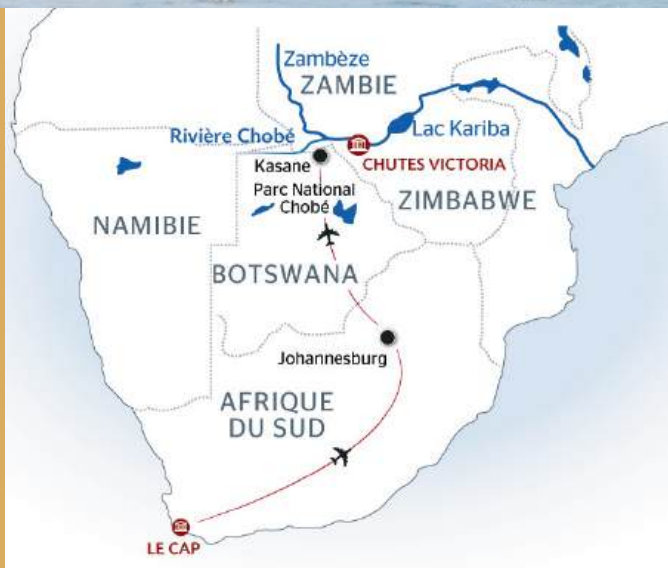 Zambèze
ZAMBIE
Rivière Chobé
Lac Kariba
Kasane
CHUTES VICTORIA
Parc National
Chobé
ZIMBABWE
NAMIBIE
BOTSWANA
Johannesburg
AFRIQUE
DU SUD
LE CAP